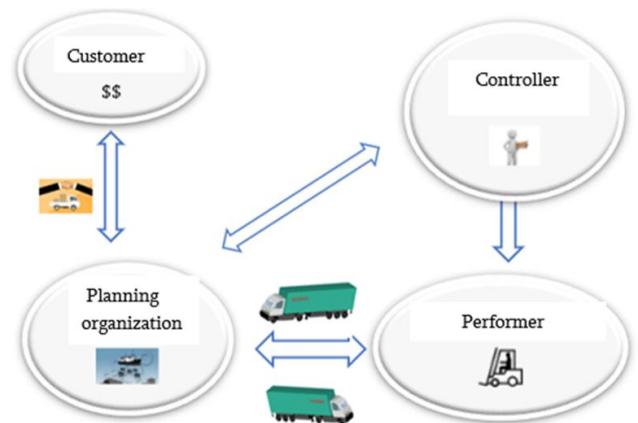 Customer
$$
Controller
Planning
organization
Performer